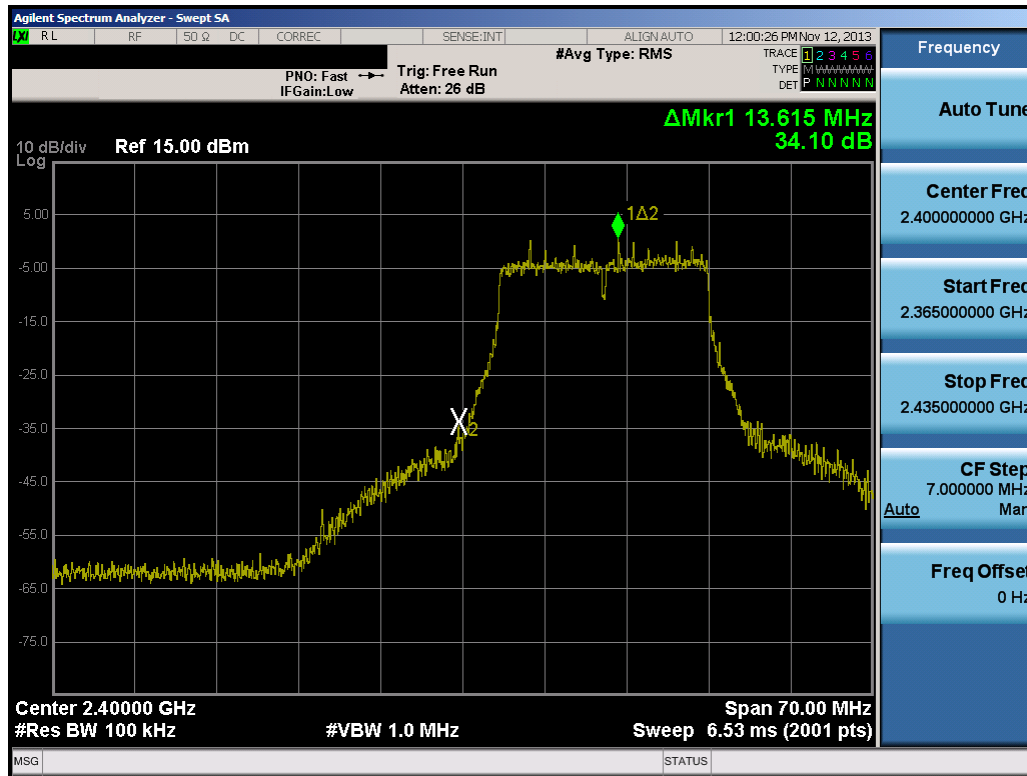 Agilent Spectrum Analyzer - Swept SA
LXI RL RF 50 Ω DC CORREC SENSE:INT ALIGN AUTO 12:00:26 PM Nov 12, 2013
#Avg Type: RMS
TRACE 1 2 3 4 5 6
PNO: Fast Trig: Free Run
TYPE M WWWWW
IFGain:Low Atten: 26 dB
DET P N N N N N
ΔMkr1 13.615 MHz
34.10 dB
10 dB/div Ref 15.00 dBm
Log
1Δ2
5.00
-5.00
-15.0
-25.0
-35.0
X2
-45.0
-55.0
-65.0
-75.0
Center 2.40000 GHz Span 70.00 MHz
#Res BW 100 kHz #VBW 1.0 MHz Sweep 6.53 ms (2001 pts)
MSG STATUS
Frequency
Auto Tune
Center Freq
2.400000000 GHz
Start Freq
2.365000000 GHz
Stop Freq
2.435000000 GHz
CF Step
7.000000 MHz
Auto Man
Freq Offset
0 Hz